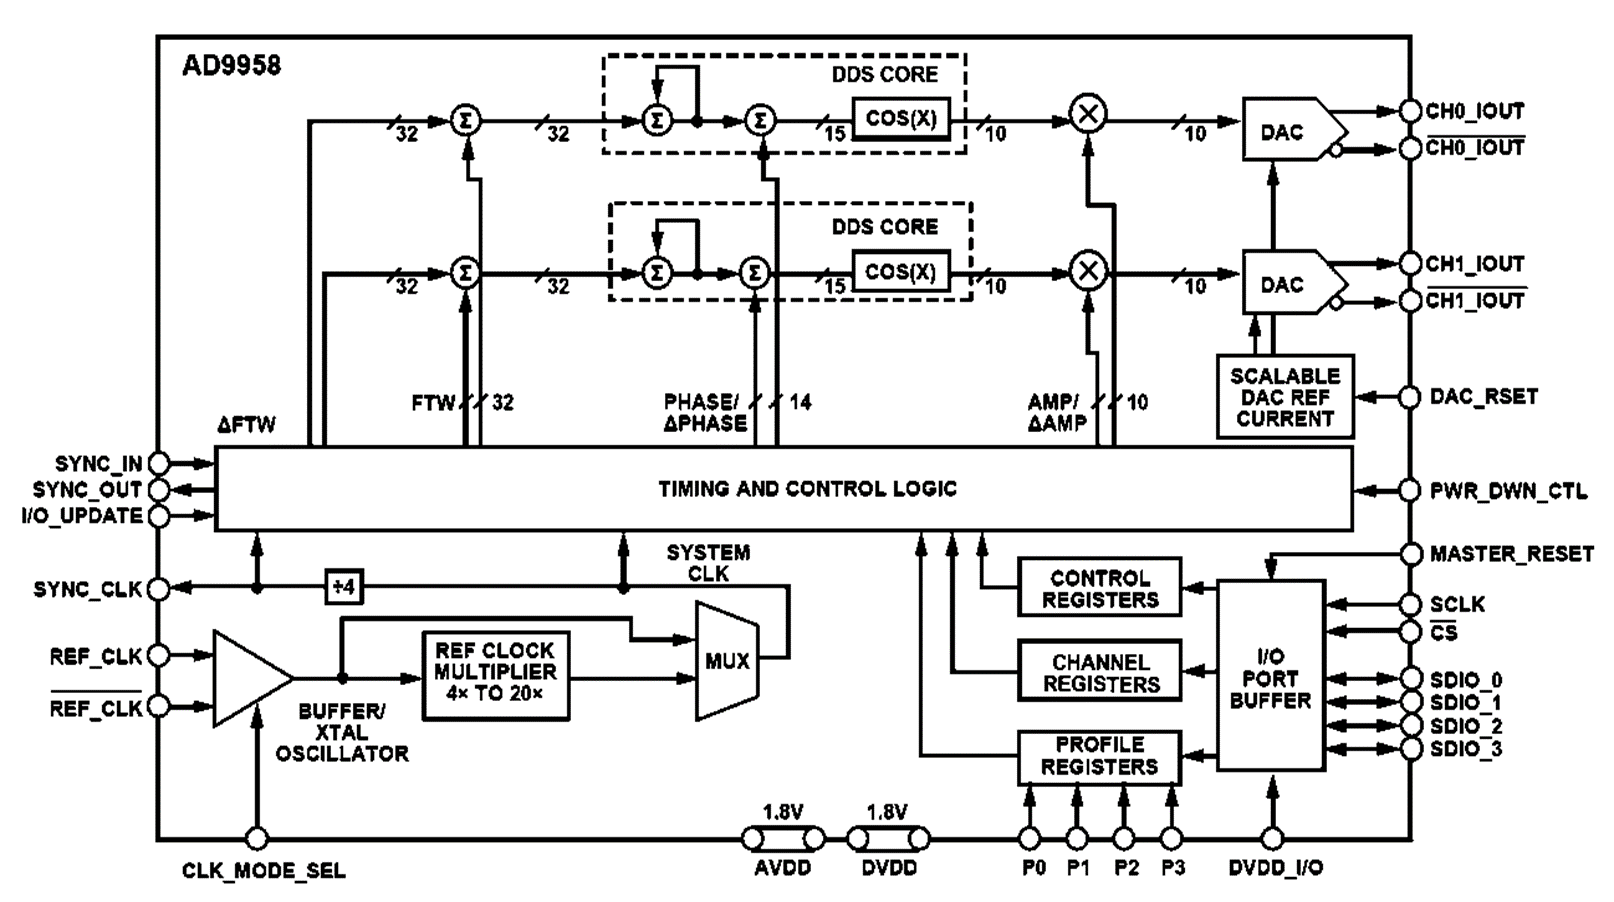 AD9958
DDS CORE
32
Σ
32
Σ
Σ
15
COS(X)
10
×
10
DAC
CH0_IOUT
CH0_IOUT
DDS CORE
32
Σ
32
Σ
Σ
15
COS(X)
10
×
10
DAC
CH1_IOUT
CH1_IOUT
SCALABLE
DAC REF
CURRENT
DAC_RSET
ΔFTW
FTW
32
PHASE/
ΔPHASE
14
AMP/
ΔAMP
10
SYNC_IN
SYNC_OUT
I/O_UPDATE
TIMING AND CONTROL LOGIC
PWR_DWN_CTL
SYNC_CLK
÷4
SYSTEM
CLK
REF_CLK
REF_CLK
BUFFER/
XTAL
OSCILLATOR
REF CLOCK
MULTIPLIER
4× TO 20×
MUX
CONTROL
REGISTERS
CHANNEL
REGISTERS
PROFILE
REGISTERS
I/O
PORT
BUFFER
MASTER_RESET
SCLK
CS
SDIO_0
SDIO_1
SDIO_2
SDIO_3
CLK_MODE_SEL
1.8V
AVDD
1.8V
DVDD
P0
P1
P2
P3
DVDD_I/O